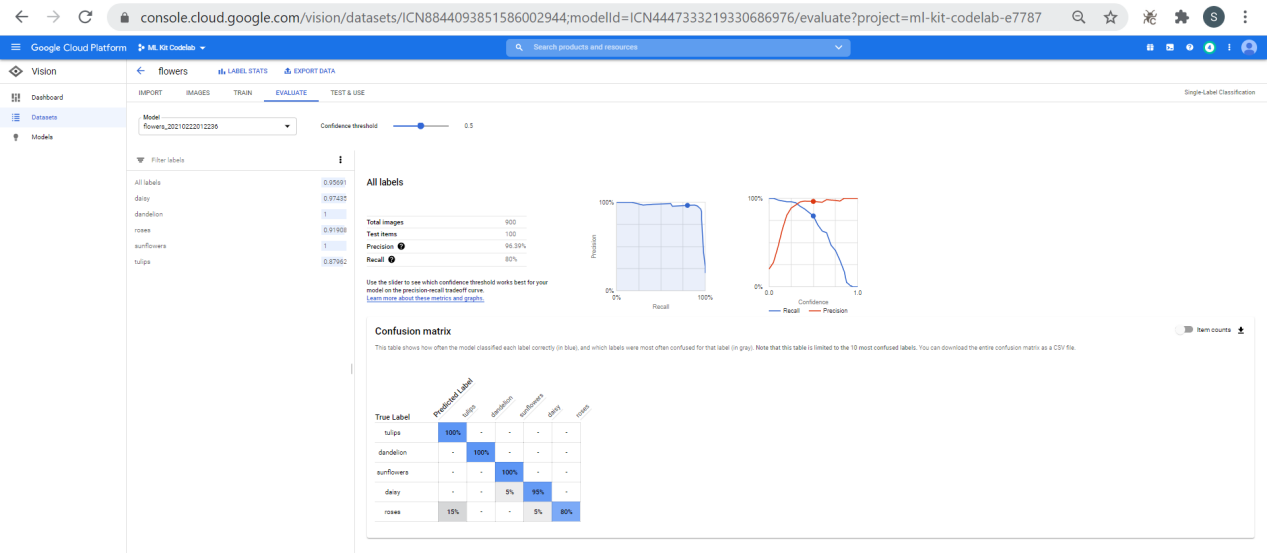 console.cloud.google.com/vision/datasets/ICN8844093851586002944;modelId=ICN4447333219330686976/evaluate?project=ml-kit-codelab-e7787
S
Google Cloud Platform
ML Kit Codelab
Search products and resources
4
Vision
flowers
LABEL STATS
EXPORT DATA
Dashboard
Datasets
Models
IMPORT
IMAGES
TRAIN
EVALUATE
TEST & USE
Single-Label Classification
Model
flowers_20210222012236
Confidence threshold
0.5
Filter labels
All labels 0.95691
daisy 0.97435
dandelion 1
roses 0.91908
sunflowers 1
tulips 0.87962
All labels
Total images 900
Test items 100
Precision 96.39%
Recall 80%
Use the slider to see which confidence threshold works best for your
model on the precision-recall tradeoff curve.
Learn more about these metrics and graphs.
100%
Precision
0%
0% 100%
Recall
100%
0%
0.0 1.0
Confidence
Recall Precision
Confusion matrix
Item counts
This table shows how often the model classified each label correctly (in blue), and which labels were most often confused for that label (in gray). Note that this table is limited to the 10 most confused labels. You can download the entire confusion matrix as a CSV file.
True Label Predicted Label tulips dandelion sunflowers daisy roses
tulips 100% - - - -
dandelion - 100% - - -
sunflowers - - 100% - -
daisy - - 5% 95% -
roses 15% - - 5% 80%